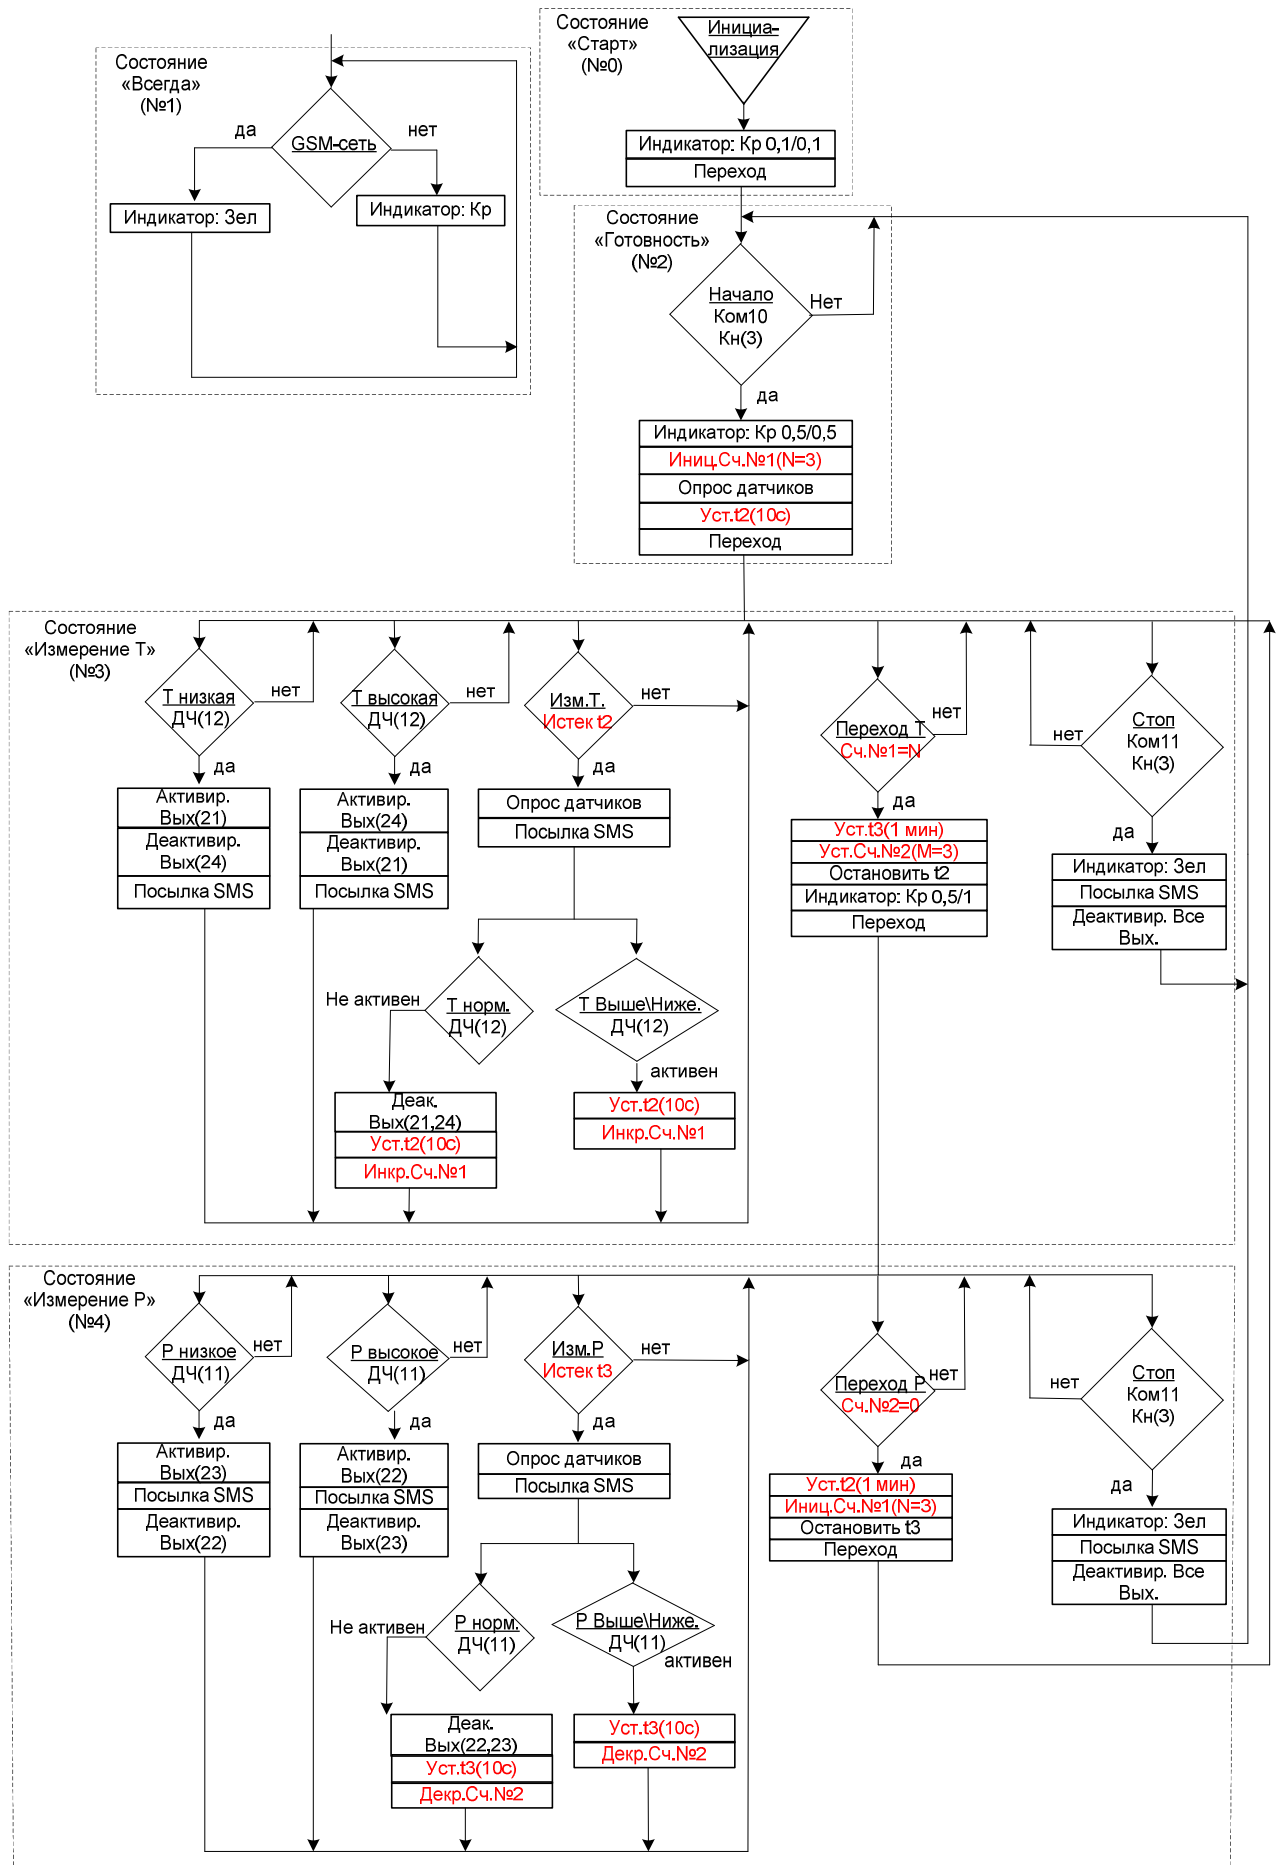 Состояние
«Старт»
(№0)
Инициа-
лизация
Индикатор: Кр 0,1/0,1
Переход
Состояние
«Всегда»
(№1)
да
GSM-сеть
нет
Индикатор: Зел
Индикатор: Кр
Состояние
«Готовность»
(№2)
Начало
Ком10
Кн(3)
Нет
да
Индикатор: Кр 0,5/0,5
Иниц.Сч.№1(N=3)
Опрос датчиков
Уст.t2(10с)
Переход
Состояние
«Измерение Т»
(№3)
Т низкая
ДЧ(12)
нет
да
Активир.
Вых(21)
Деактивир.
Вых(24)
Посылка SMS
Т высокая
ДЧ(12)
нет
да
Активир.
Вых(24)
Деактивир.
Вых(21)
Посылка SMS
Изм.Т.
Истек t2
нет
да
Опрос датчиков
Посылка SMS
Не активен
Т норм.
ДЧ(12)
Т Выше\Ниже.
ДЧ(12)
активен
Деак.
Вых(21,24)
Уст.t2(10с)
Инкр.Сч.№1
Уст.t2(10с)
Инкр.Сч.№1
Переход Т
Сч.№1=N
нет
да
Уст.t3(1 мин)
Уст.Сч.№2(М=3)
Остановить t2
Индикатор: Кр 0,5/1
Переход
нет
Стоп
Ком11
Кн(3)
да
Индикатор: Зел
Посылка SMS
Деактивир. Все
Вых.
Состояние
«Измерение Р»
(№4)
Р низкое
ДЧ(11)
нет
да
Активир.
Вых(23)
Посылка SMS
Деактивир.
Вых(22)
Р высокое
ДЧ(11)
нет
да
Активир.
Вых(22)
Посылка SMS
Деактивир.
Вых(23)
Изм.Р
Истек t3
нет
да
Опрос датчиков
Посылка SMS
Не активен
Р норм.
ДЧ(11)
Р Выше\Ниже.
ДЧ(11)
активен
Деак.
Вых(22,23)
Уст.t3(10с)
Декр.Сч.№2
Уст.t3(10с)
Декр.Сч.№2
Переход Р
Сч.№2=0
нет
да
Уст.t2(1 мин)
Иниц.Сч.№1(N=3)
Остановить t3
Переход
нет
Стоп
Ком11
Кн(3)
да
Индикатор: Зел
Посылка SMS
Деактивир. Все
Вых.